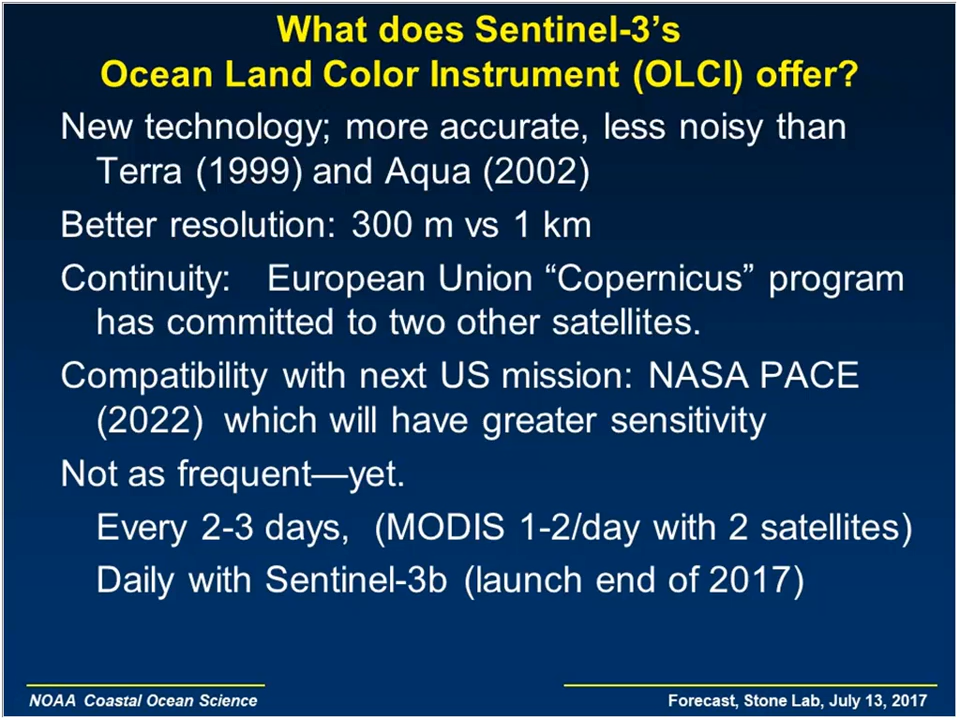 What does Sentinel-3’s
Ocean Land Color Instrument (OLCI) offer?
New technology; more accurate, less noisy than
Terra (1999) and Aqua (2002)
Better resolution: 300 m vs 1 km
Continuity: European Union “Copernicus” program
has committed to two other satellites.
Compatibility with next US mission: NASA PACE
(2022) which will have greater sensitivity
Not as frequent—yet.
Every 2-3 days, (MODIS 1-2/day with 2 satellites)
Daily with Sentinel-3b (launch end of 2017)
NOAA Coastal Ocean Science
Forecast, Stone Lab, July 13, 2017